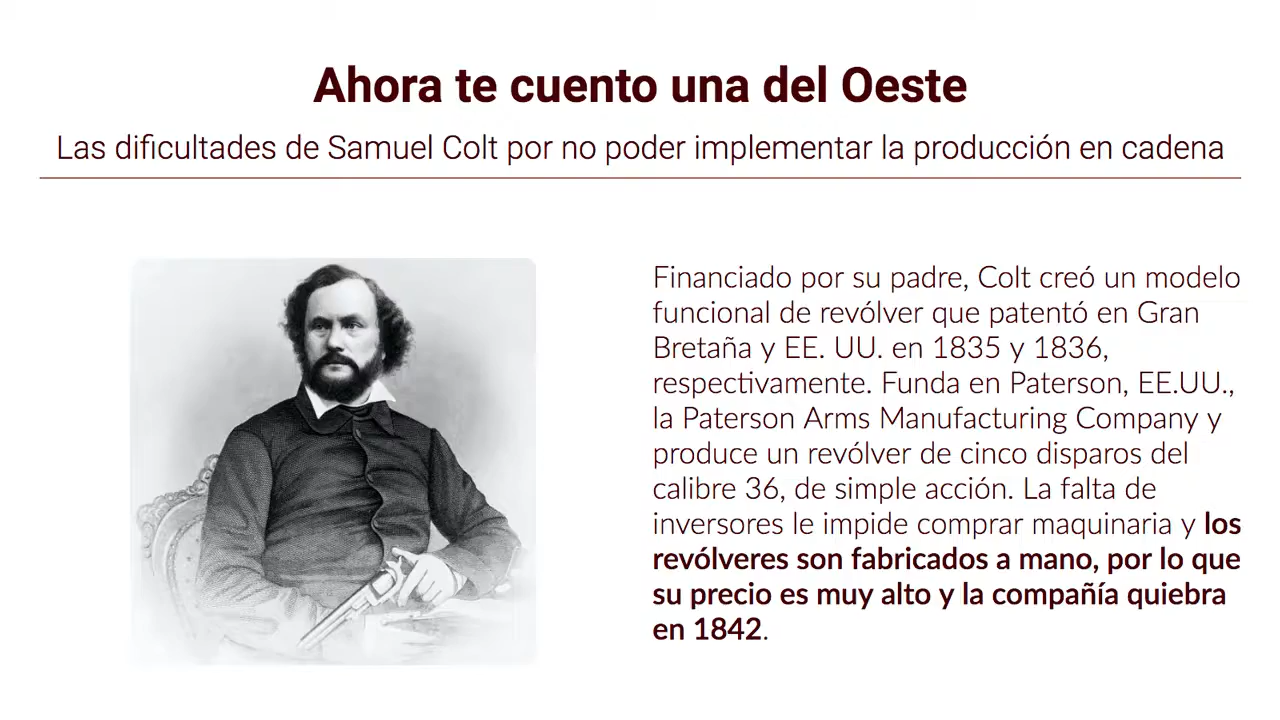 Ahora te cuento una del Oeste
Las dificultades de Samuel Colt por no poder implementar la producción en cadena
Financiado por su padre, Colt creó un modelo
funcional de revólver que patentó en Gran
Bretaña y EE. UU. en 1835 y 1836,
respectivamente. Funda en Paterson, EE.UU.,
la Paterson Arms Manufacturing Company y
produce un revólver de cinco disparos del
calibre 36, de simple acción. La falta de
inversores le impide comprar maquinaria y los
revólveres son fabricados a mano, por lo que
su precio es muy alto y la compañía quiebra
en 1842.